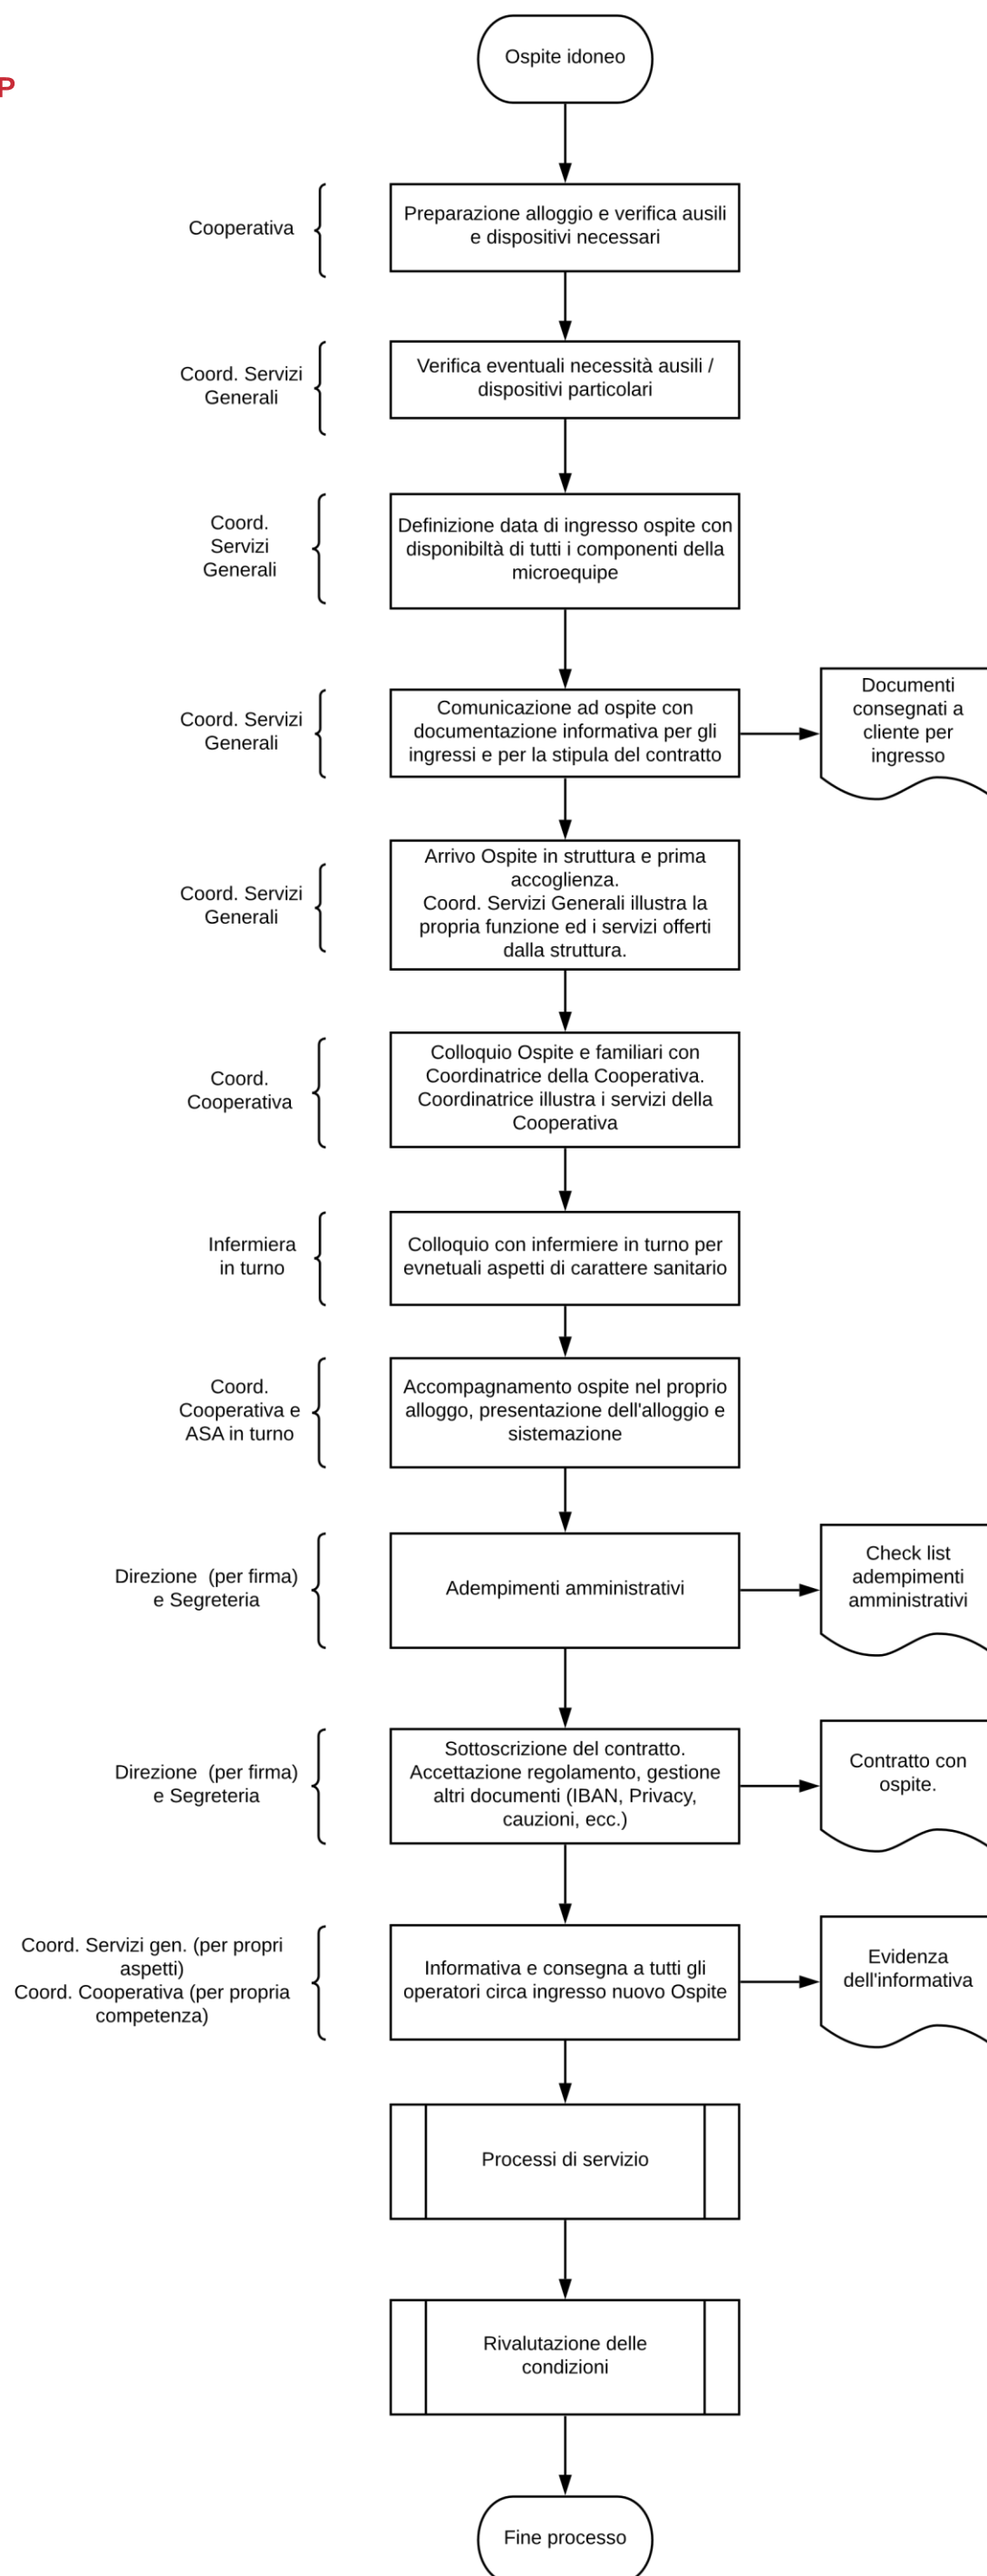 P
Ospite idoneo
Cooperativa
Preparazione alloggio e verifica ausili
e dispositivi necessari
Coord. Servizi
Generali
Verifica eventuali necessità ausili /
dispositivi particolari
Coord.
Servizi
Generali
Definizione data di ingresso ospite con
disponibiltà di tutti i componenti della
microequipe
Coord. Servizi
Generali
Comunicazione ad ospite con
documentazione informativa per gli
ingressi e per la stipula del contratto
Documenti
consegnati a
cliente per
ingresso
Coord. Servizi
Generali
Arrivo Ospite in struttura e prima
accoglienza.
Coord. Servizi Generali illustra la
propria funzione ed i servizi offerti
dalla struttura.
Coord.
Cooperativa
Colloquio Ospite e familiari con
Coordinatrice della Cooperativa.
Coordinatrice illustra i servizi della
Cooperativa
Infermiera
in turno
Colloquio con infermiere in turno per
evnetuali aspetti di carattere sanitario
Coord.
Cooperativa e
ASA in turno
Accompagnamento ospite nel proprio
alloggo, presentazione dell'alloggio e
sistemazione
Direzione  (per firma)
e Segreteria
Adempimenti amministrativi
Check list
adempimenti
amministrativi
Direzione  (per firma)
e Segreteria
Sottoscrizione del contratto.
Accettazione regolamento, gestione
altri documenti (IBAN, Privacy,
cauzioni, ecc.)
Contratto con
ospite.
Coord. Servizi gen. (per propri
aspetti)
Coord. Cooperativa (per propria
competenza)
Informativa e consegna a tutti gli
operatori circa ingresso nuovo Ospite
Evidenza
dell'informativa
Processi di servizio
Rivalutazione delle
condizioni
Fine processo